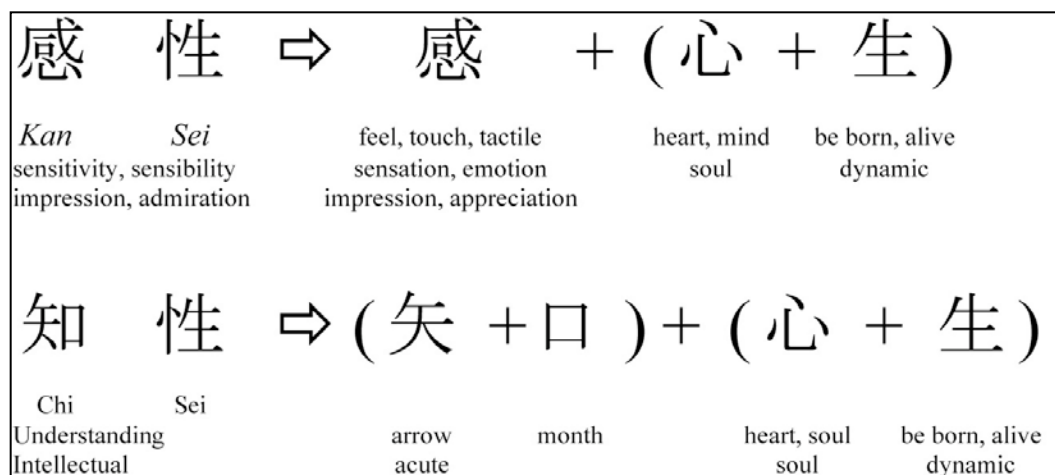 感 性 ⇨ 感 + ( 心 + 生 )
Kan Sei feel, touch, tactile heart, mind be born, alive
sensitivity, sensibility sensation, emotion soul dynamic
impression, admiration impression, appreciation
知 性 ⇨ ( 矢 + 口 ) + ( 心 + 生 )
Chi Sei
Understanding arrow month heart, soul be born, alive
Intellectual acute soul dynamic